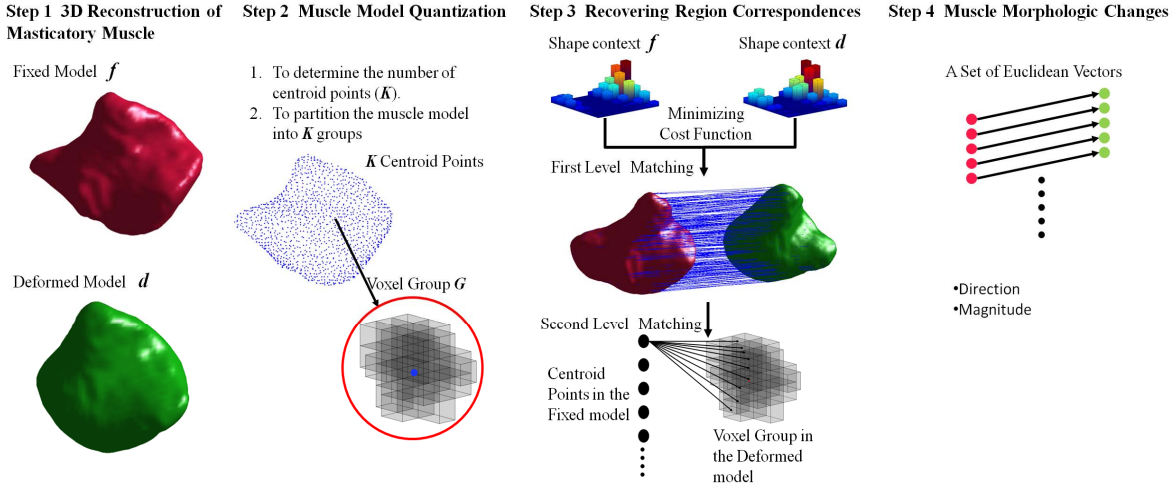 Step 1 3D Reconstruction of
Masticatory Muscle
Fixed Model f
Deformed Model d
Step 2 Muscle Model Quantization
1. To determine the number of
centroid points (K).
2. To partition the muscle model
into K groups
K Centroid Points
Voxel Group G
Step 3 Recovering Region Correspondences
Shape context f
Shape context d
Minimizing
Cost Function
First Level Matching
Second Level Matching
Centroid
Points in the
Fixed model
Voxel Group in
the Deformed
model
Step 4 Muscle Morphologic Changes
A Set of Euclidean Vectors
•Direction
•Magnitude